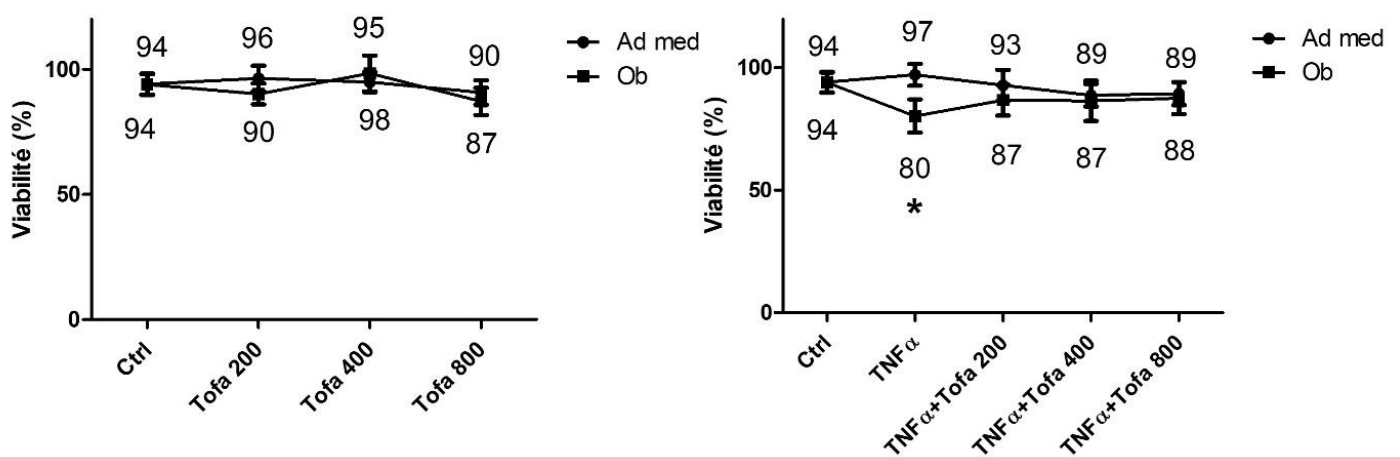 94 96 95 90
100
94 90 98 87
50
0
Viabilité (%)
Ctrl
Tofa 200
Tofa 400
Tofa 800
Ad med
Ob
94 97 93 89 89
100
94 80 87 87 88
*
50
0
Viabilité (%)
Ctrl
TNFα
TNFα+Tofa 200
TNFα+Tofa 400
TNFα+Tofa 800
Ad med
Ob